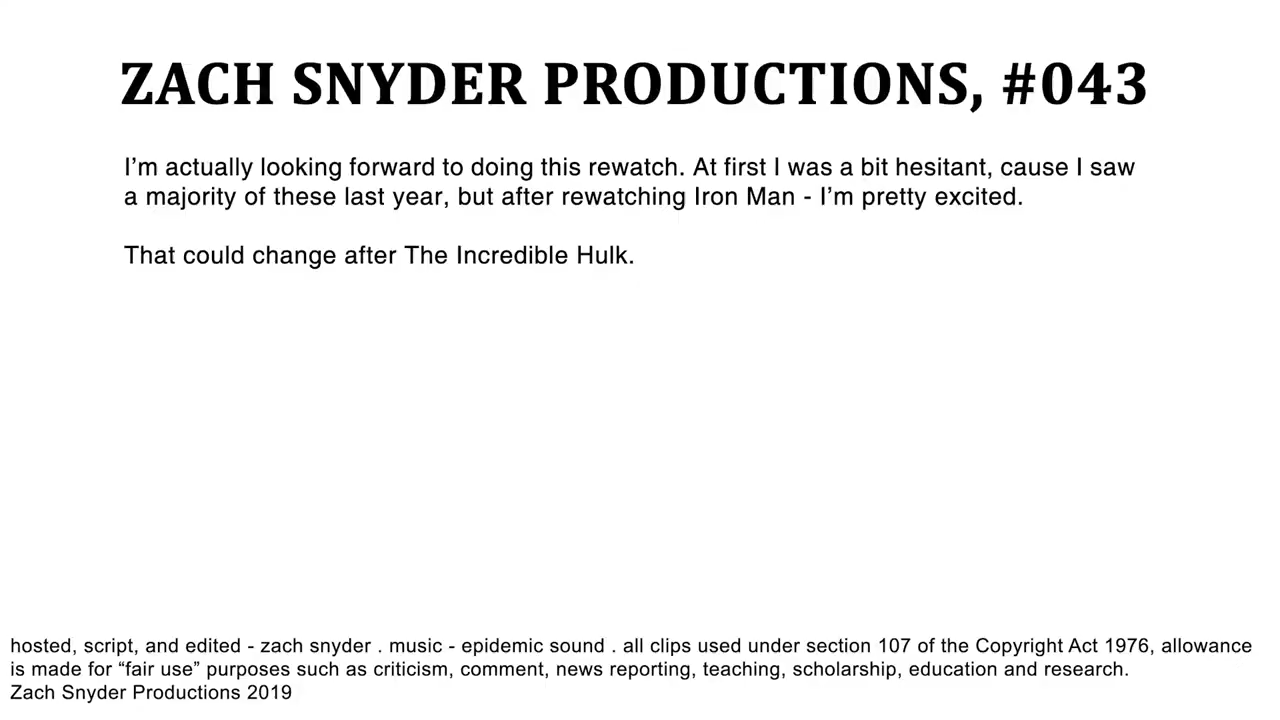 ZACH SNYDER PRODUCTIONS, #043
I’m actually looking forward to doing this rewatch. At first I was a bit hesitant, cause I saw
a majority of these last year, but after rewatching Iron Man - I’m pretty excited.
That could change after The Incredible Hulk.
hosted, script, and edited - zach snyder . music - epidemic sound . all clips used under section 107 of the Copyright Act 1976, allowance
is made for “fair use” purposes such as criticism, comment, news reporting, teaching, scholarship, education and research.
Zach Snyder Productions 2019